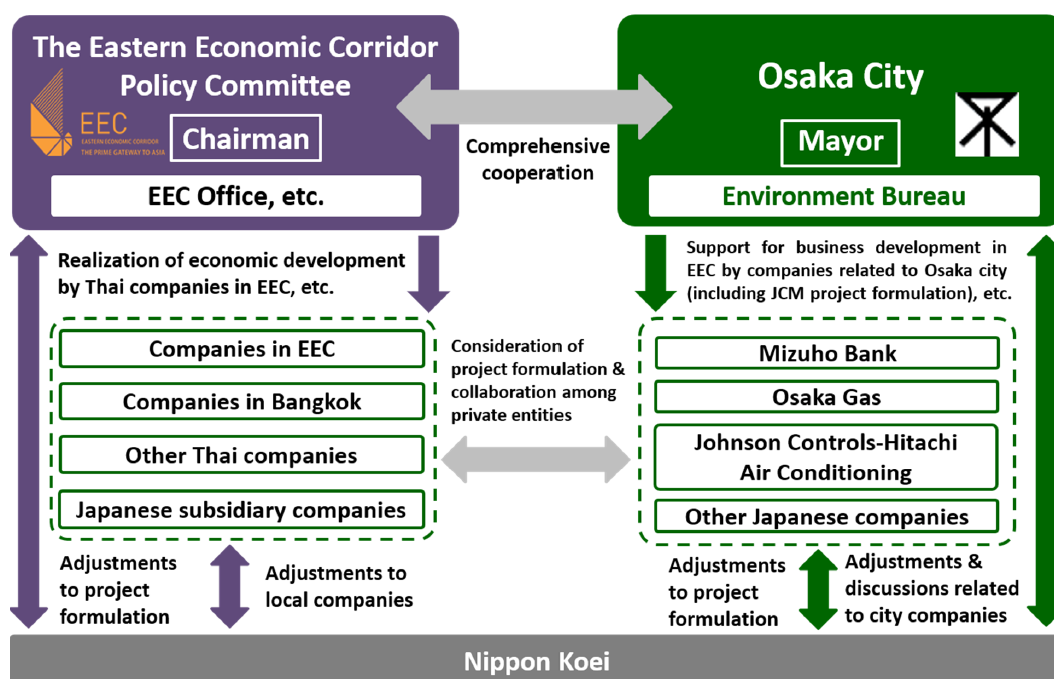 The Eastern Economic Corridor
Policy Committee
EEC
EASTERN ECONOMIC CORRIDOR
THE PRIME GATEWAY TO ASIA
Chairman
EEC Office, etc.
Comprehensive
cooperation
Osaka City
Mayor
Environment Bureau
Realization of economic development
by Thai companies in EEC, etc.
Support for business development in
EEC by companies related to Osaka city
(including JCM project formulation), etc.
Companies in EEC
Companies in Bangkok
Other Thai companies
Japanese subsidiary companies
Consideration of
project formulation &
collaboration among
private entities
Mizuho Bank
Osaka Gas
Johnson Controls-Hitachi
Air Conditioning
Other Japanese companies
Adjustments
to project
formulation
Adjustments to
local companies
Adjustments
to project
formulation
Adjustments &
discussions related
to city companies
Nippon Koei